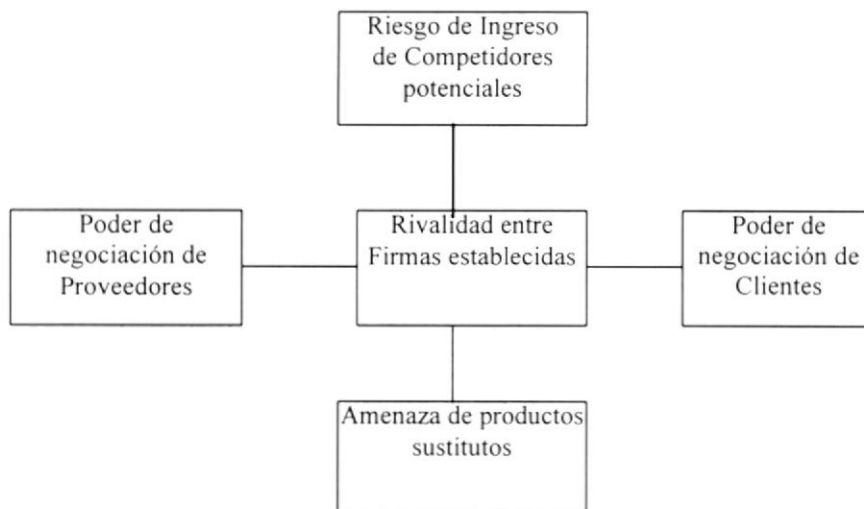 Riesgo de Ingreso
de Competidores
potenciales
Poder de
negociación de
Proveedores
Rivalidad entre
Firmas establecidas
Poder de
negociación de
Clientes
Amenaza de productos
sustitutos